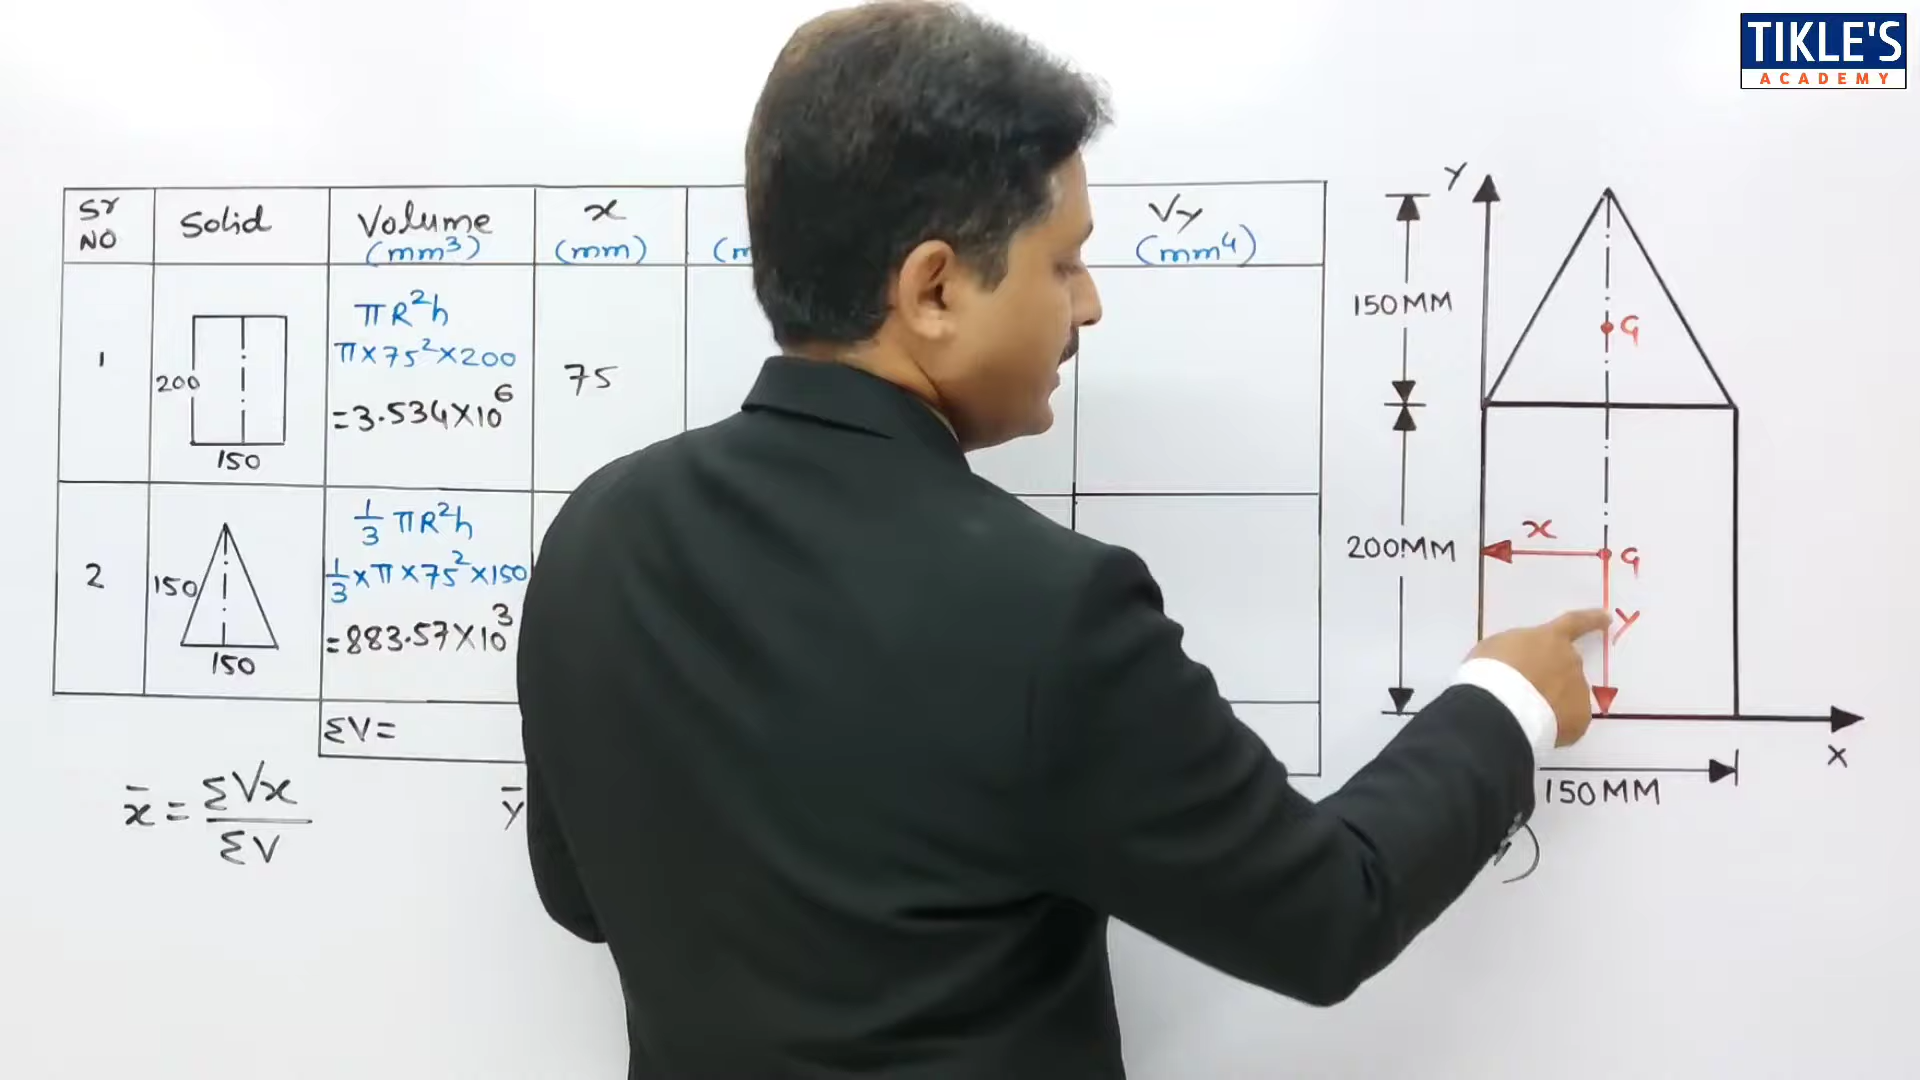 TIKLE'S
ACADEMY
Sr
NO
Solid
Volume
(mm³)
x
(mm)
Vy
(mm⁴)
1
200
150
πR²h
π×75²×200
=3.534×10⁶
75
2
150
150
1/3 πR²h
1/3×π×75²×150
=883.57×10³
ΣV=
x̄ = ΣVx/ΣV
ȳ
Y
150MM
G
200MM
x
G
y
X
150MM